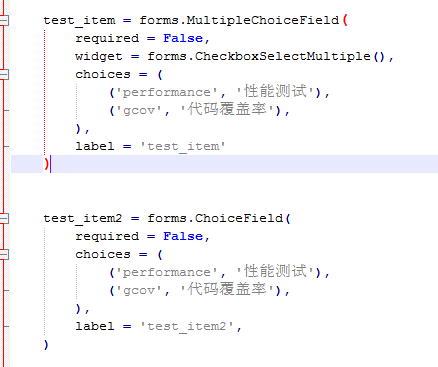 test_item = forms.MultipleChoiceField(
required = False,
widget = forms.CheckboxSelectMultiple(),
choices = (
('performance', '性能测试'),
('gcov', '代码覆盖率'),
),
label = 'test_item'
)
test_item2 = forms.ChoiceField(
required = False,
choices = (
('performance', '性能测试'),
('gcov', '代码覆盖率'),
),
label = 'test_item2',
)